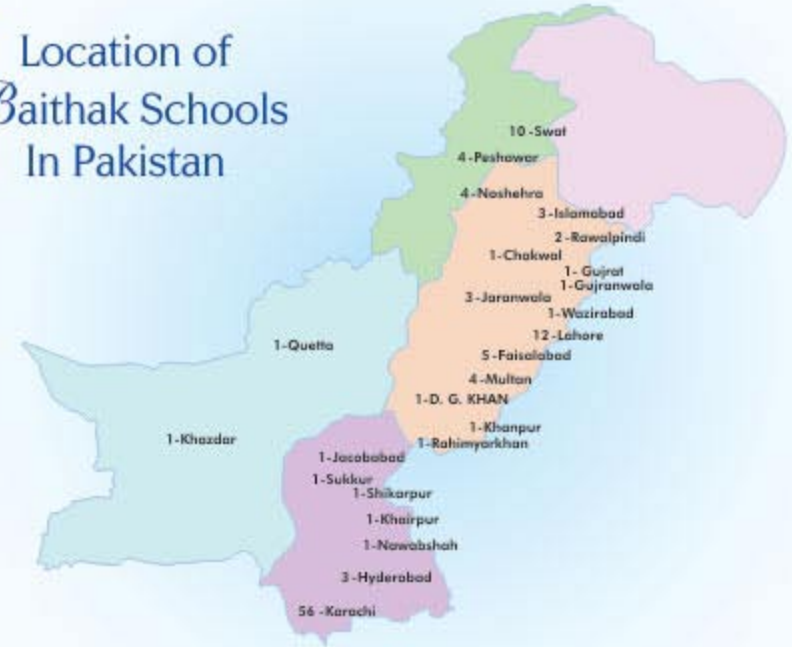 Location of
Baithak Schools
In Pakistan
10 -Swat
4-Peshawar
4-Noshehra
3-Islamabad
2-Rawalpindi
1-Chakwal
1- Gujrat
1-Gujranwala
3-Jaranwala
1-Wazirabad
12-Lahore
1-Quetta
5-Faisalabad
4-Multan
1-D. G. KHAN
1-Khanpur
1-Khazdar
1-Rahimyarkhan
1-Jacobabad
1-Sukkur
1-Shikarpur
1-Khairpur
1-Nawabshah
3-Hyderabad
56 -Karachi